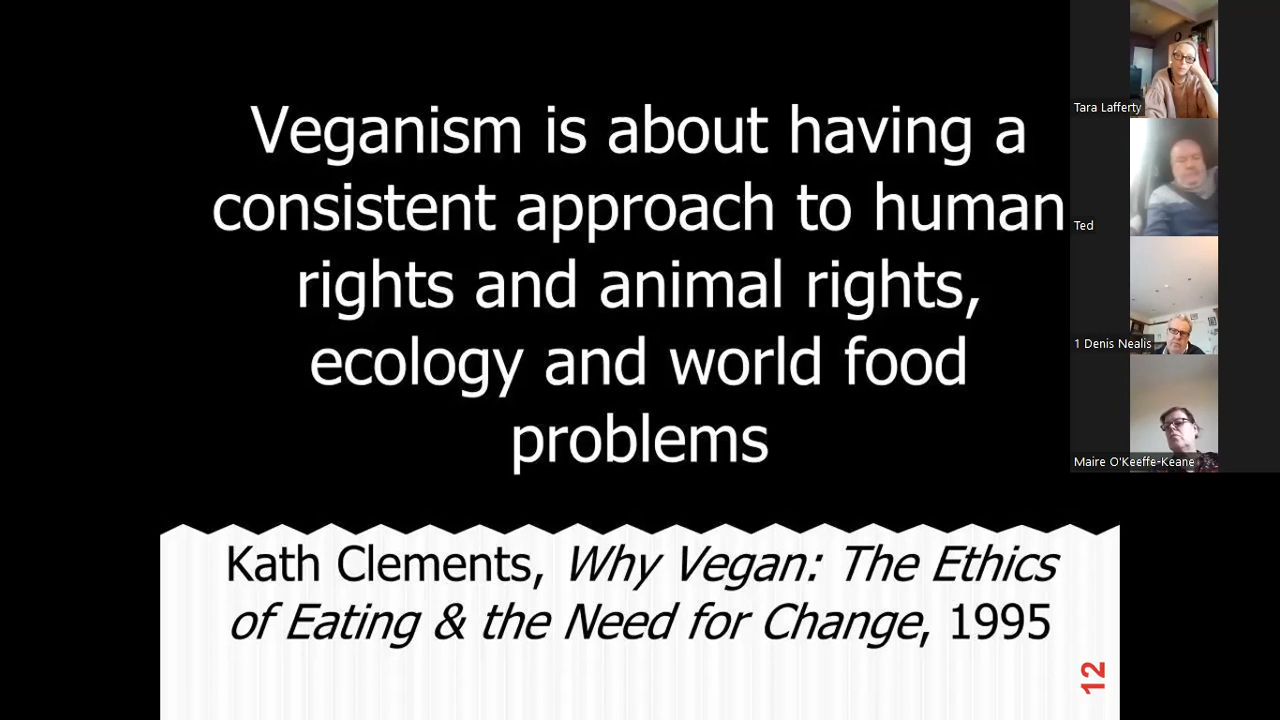 Veganism is about having a
consistent approach to human
rights and animal rights,
ecology and world food
problems
Kath Clements, Why Vegan: The Ethics
of Eating & the Need for Change, 1995
12
Tara Lafferty
Ted
1 Denis Nealis
Maire O'Keeffe-Keane